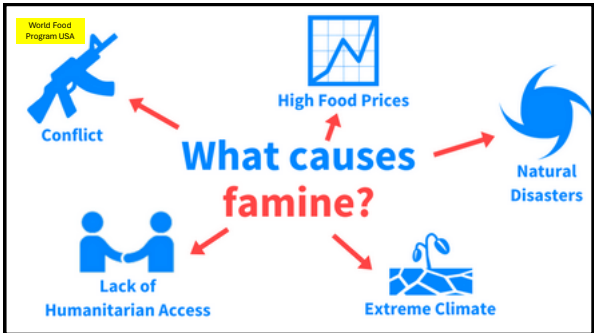 World Food
Program USA
High Food Prices
Conflict
What causes
famine?
Natural
Disasters
Lack of
Humanitarian Access
Extreme Climate